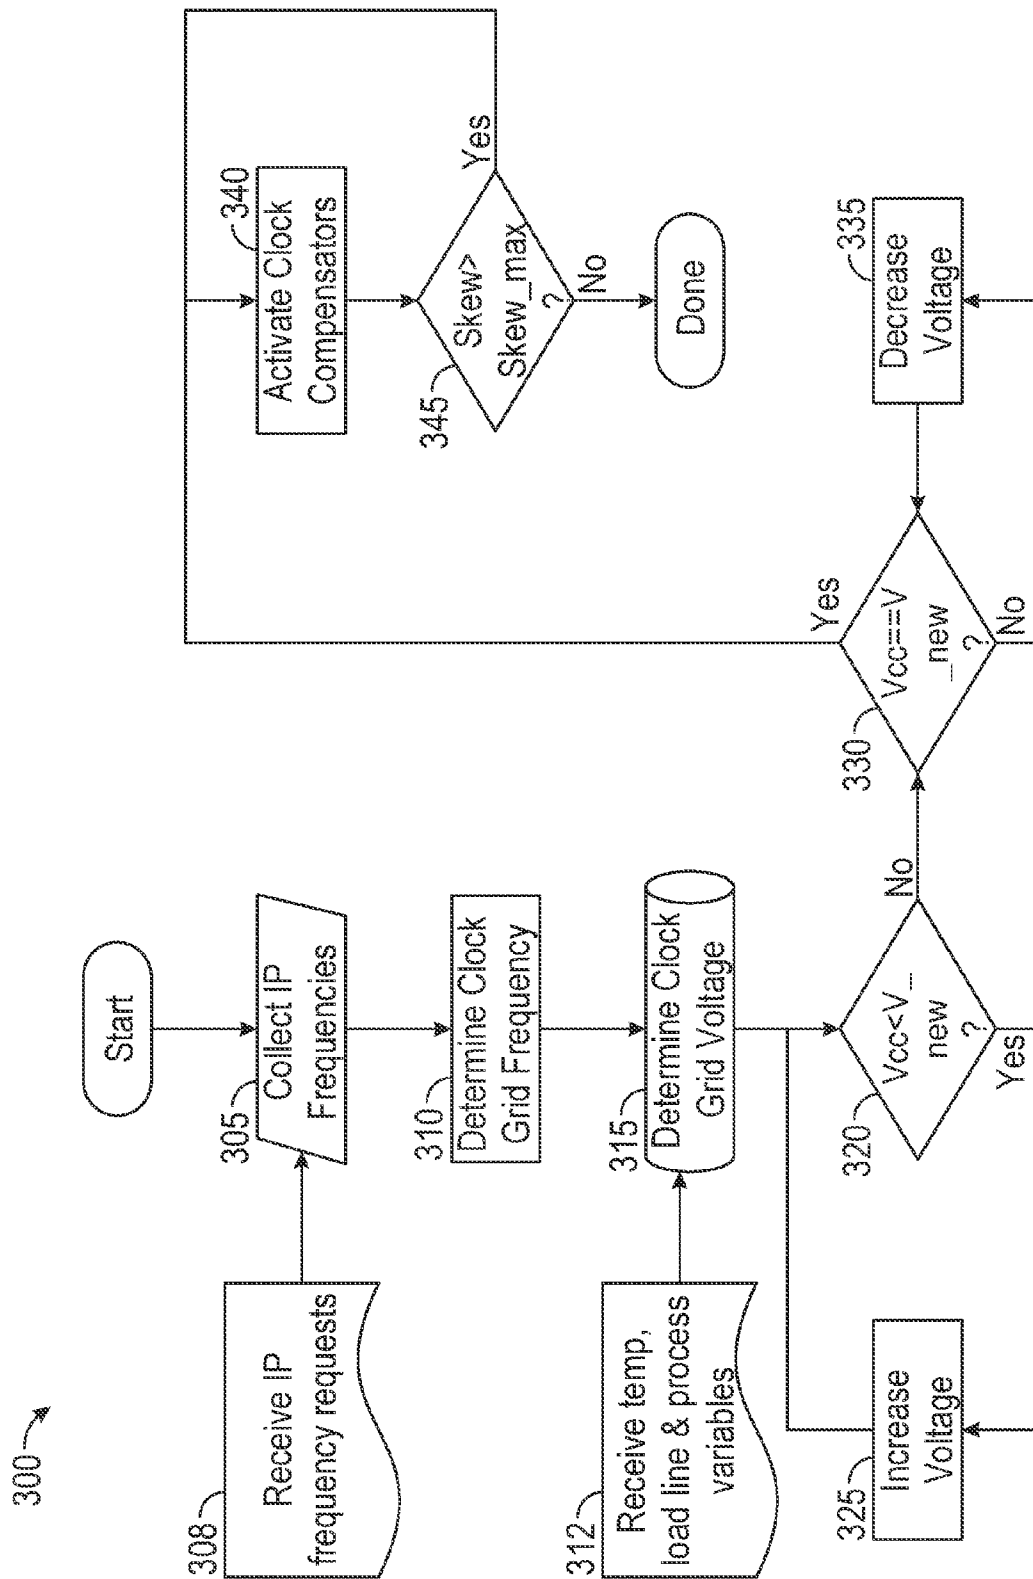 300
Start
308
Receive IP
frequency requests
305
Collect IP
Frequencies
310
Determine Clock
Grid Frequency
312
Receive temp,
load line & process
variables
315
Determine Clock
Grid Voltage
320
Vcc<V_
new
?
Yes
No
325
Increase
Voltage
330
Vcc==V
_new
?
Yes
No
335
Decrease
Voltage
340
Activate Clock
Compensators
345
Skew>
Skew_max
?
Yes
No
Done